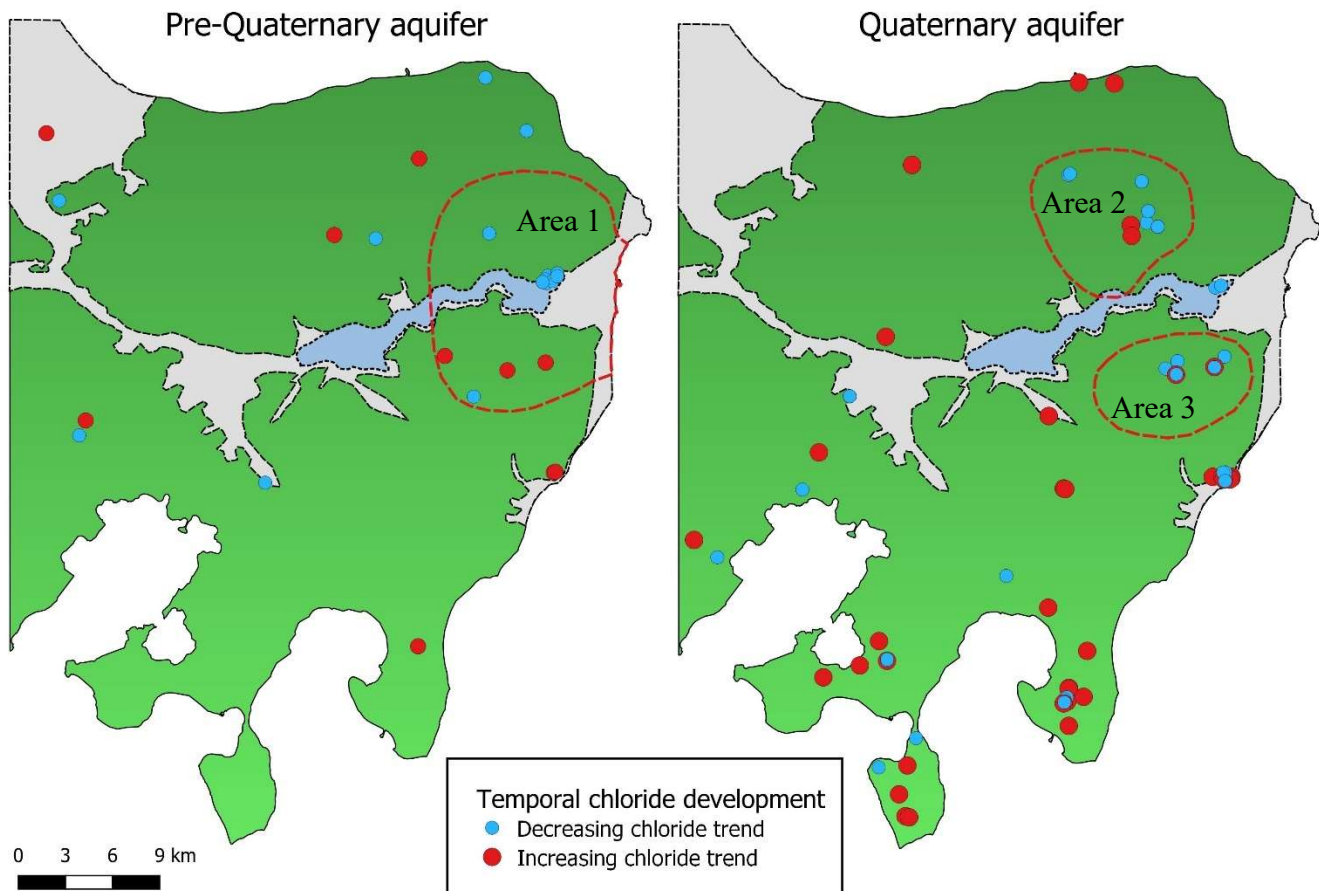 Pre-Quaternary aquifer
Quaternary aquifer
Area 1
Area 2
Area 3
Temporal chloride development
Decreasing chloride trend
Increasing chloride trend
0 3 6 9 km